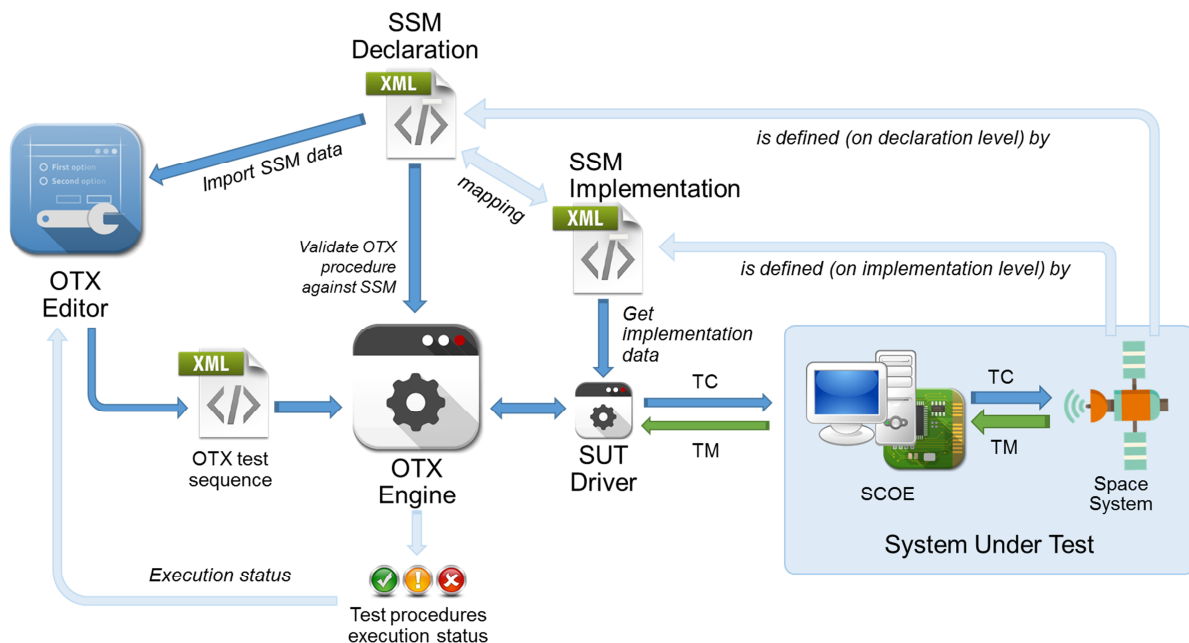 SSM
Declaration
XML
</>
is defined (on declaration level) by
First option
Second option
Import SSM data
mapping
SSM
Implementation
XML
</>
Validate OTX
procedure
against SSM
is defined (on implementation level) by
OTX
Editor
Get
implementation
data
XML
</>
TC
TC
TM
TM
OTX test
sequence
OTX
Engine
SUT
Driver
SCOE
Space
System
System Under Test
Execution status
Test procedures
execution status